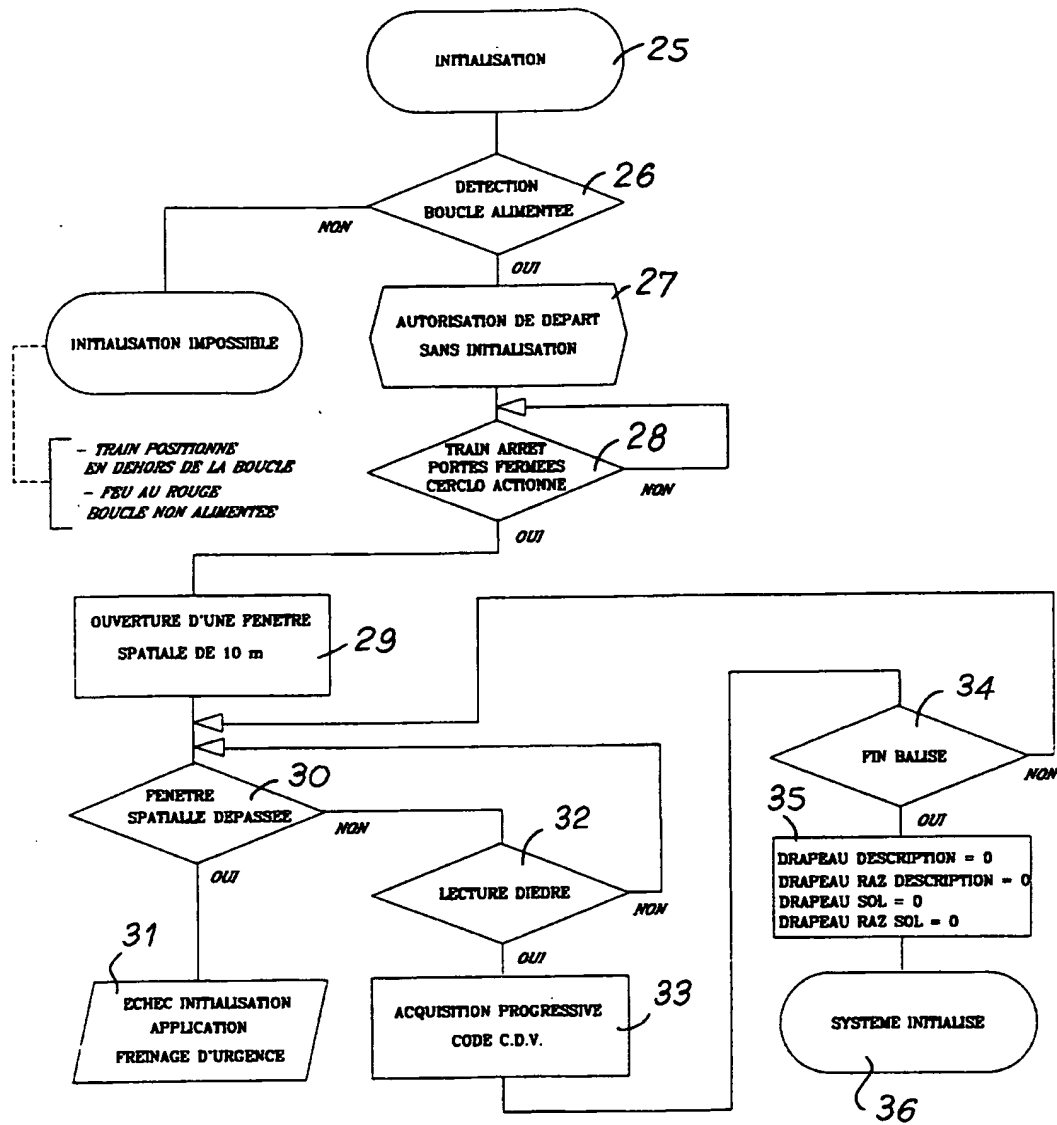 INITIALISATION
25
DETECTION
BOUCLE ALIMENTEE
26
NON
OUI
27
AUTORISATION DE DEPART
SANS INITIALISATION
INITIALISATION IMPOSSIBLE
- TRAIN POSITIONNE
EN DEHORS DE LA BOUCLE
- FEU AU ROUGE
BOUCLE NON ALIMENTEE
TRAIN ARRET
PORTES FERMEES
CERCLO ACTIONNE
28
NON
OUI
OUVERTURE D'UNE FENETRE
SPATIALE DE 10 m
29
FENETRE
SPATIALLE DEPASSEE
30
NON
OUI
31
ECHEC INITIALISATION
APPLICATION
FREINAGE D'URGENCE
32
LECTURE DIEDRE
NON
OUI
ACQUISITION PROGRESSIVE
CODE C.D.V.
33
34
FIN BALISE
NON
OUI
35
DRAPEAU DESCRIPTION = 0
DRAPEAU RAZ DESCRIPTION = 0
DRAPEAU SOL = 0
DRAPEAU RAZ SOL = 0
SYSTEME INITIALISE
36